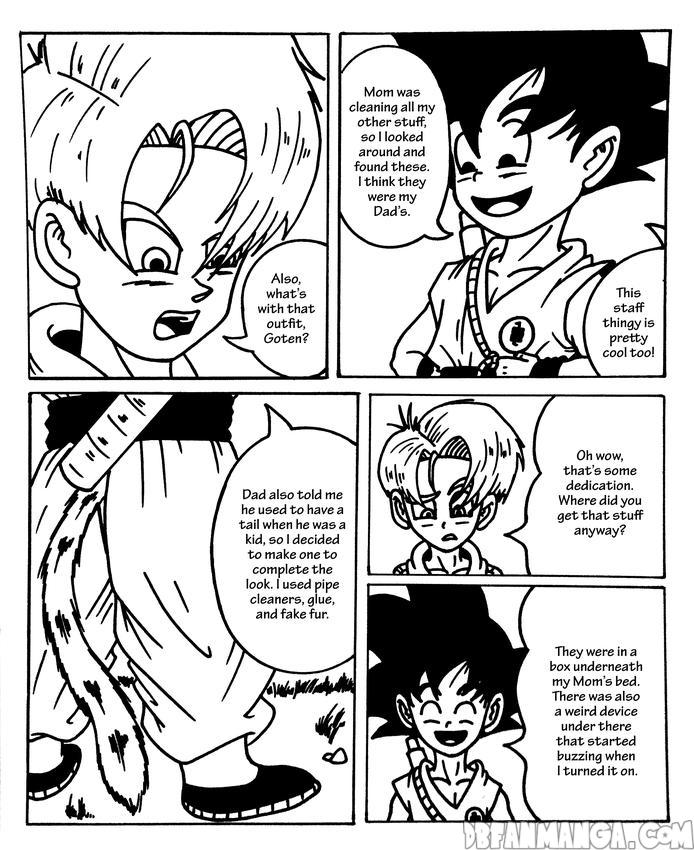 Also,
what's
with that
outfit,
Goten?
Mom was
cleaning all my
other stuff,
so I looked
around and
found these.
I think they
were my
Dad's.
This
staff
thingy is
pretty
cool too!
Dad also told me
he used to have a
tail when he was a
kid, so I decided
to make one to
complete the
look. I used pipe
cleaners, glue,
and fake fur.
Oh wow,
that's some
dedication.
Where did you
get that stuff
anyway?
They were in a
box underneath
my Mom's bed.
There was also
a weird device
under there
that started
buzzing when
I turned it on.
DBFANMANGA.COM